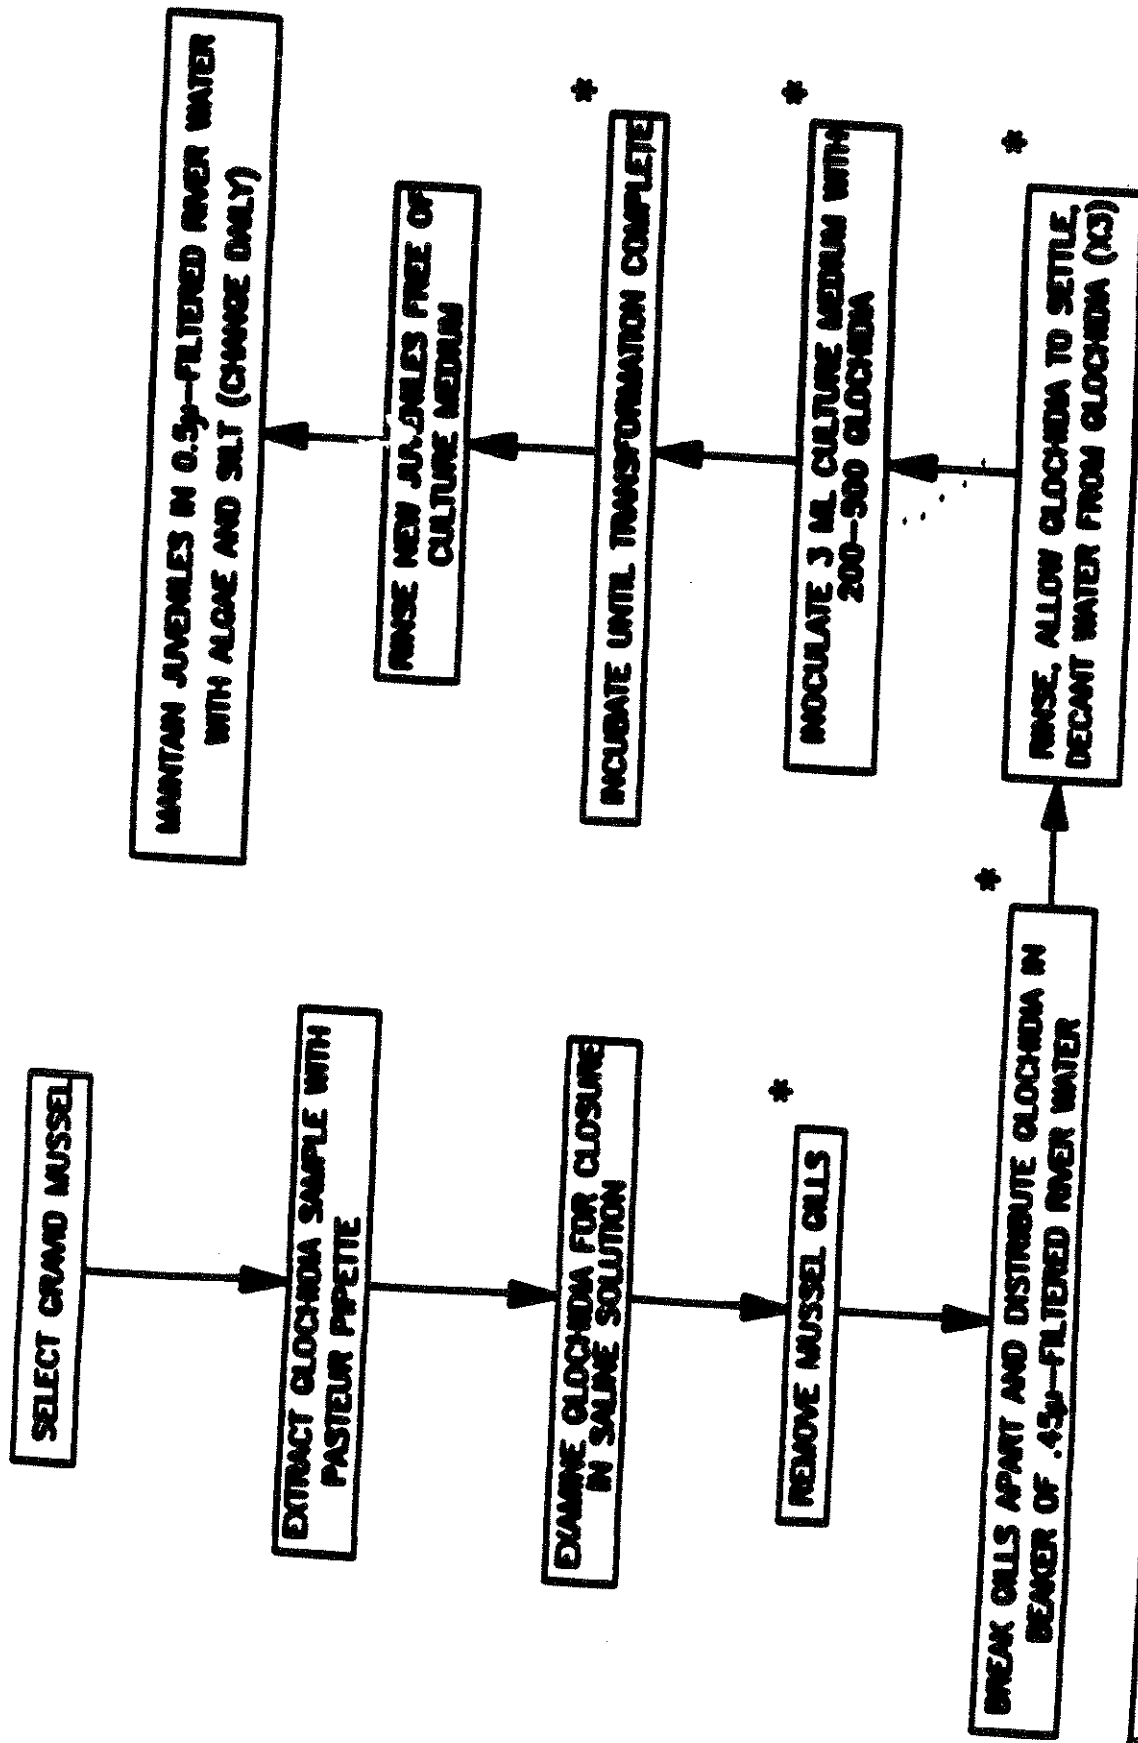 SELECT GRAVID MUSSEL
EXTRACT GLOCHIDIA SAMPLE WITH
PASTEUR PIPETTE
EXAMINE GLOCHIDIA FOR CLOSURE
IN SALINE SOLUTION
*
REMOVE MUSSEL GILLS
*
BREAK GILLS APART AND DISTRIBUTE GLOCHIDIA IN
BEAKER OF .45µ—FILTERED RIVER WATER
*
RINSE, ALLOW GLOCHIDIA TO SETTLE,
DECANT WATER FROM GLOCHIDIA (X3)
*
INOCULATE 3 ML CULTURE MEDIUM WITH
200—500 GLOCHIDIA
*
INCUBATE UNTIL TRANSFORMATION COMPLETE
RINSE NEW JUVENILES FREE OF
CULTURE MEDIUM
MAINTAIN JUVENILES IN 0.5µ—FILTERED RIVER WATER
WITH ALGAE AND SILT (CHANGE DAILY)